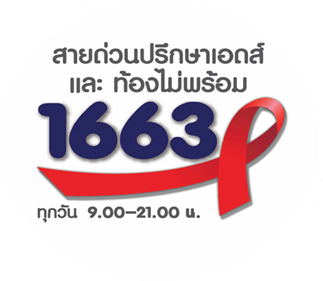 สายด่วนปรึกษาเอดส์
และ ท้องไม่พร้อม
1663
ทุกวัน 9.00–21.00 น.